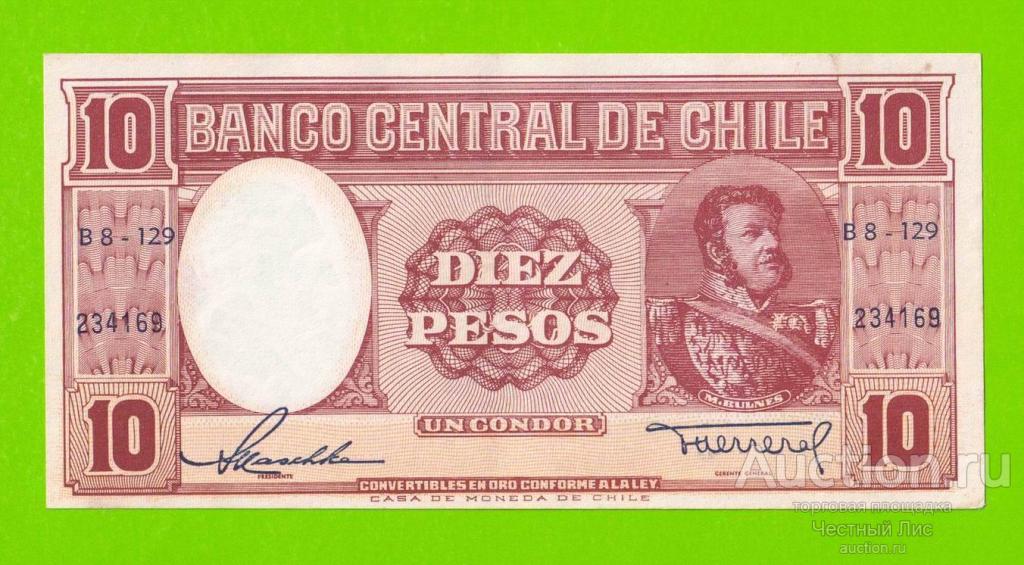 10 BANCO CENTRAL DE CHILE 10
B 8 - 129
B 8 - 129
DIEZ
PESOS
234169
234169
M. BULNES
10
UN CONDOR
10
PRESIDENTE
GERENTE GENERAL
CONVERTIBLES EN ORO CONFORME A LA LEY.
CASA DE MONEDA DE CHILE
Auction.ru
торговая площадка
Честный Лис
auction.ru